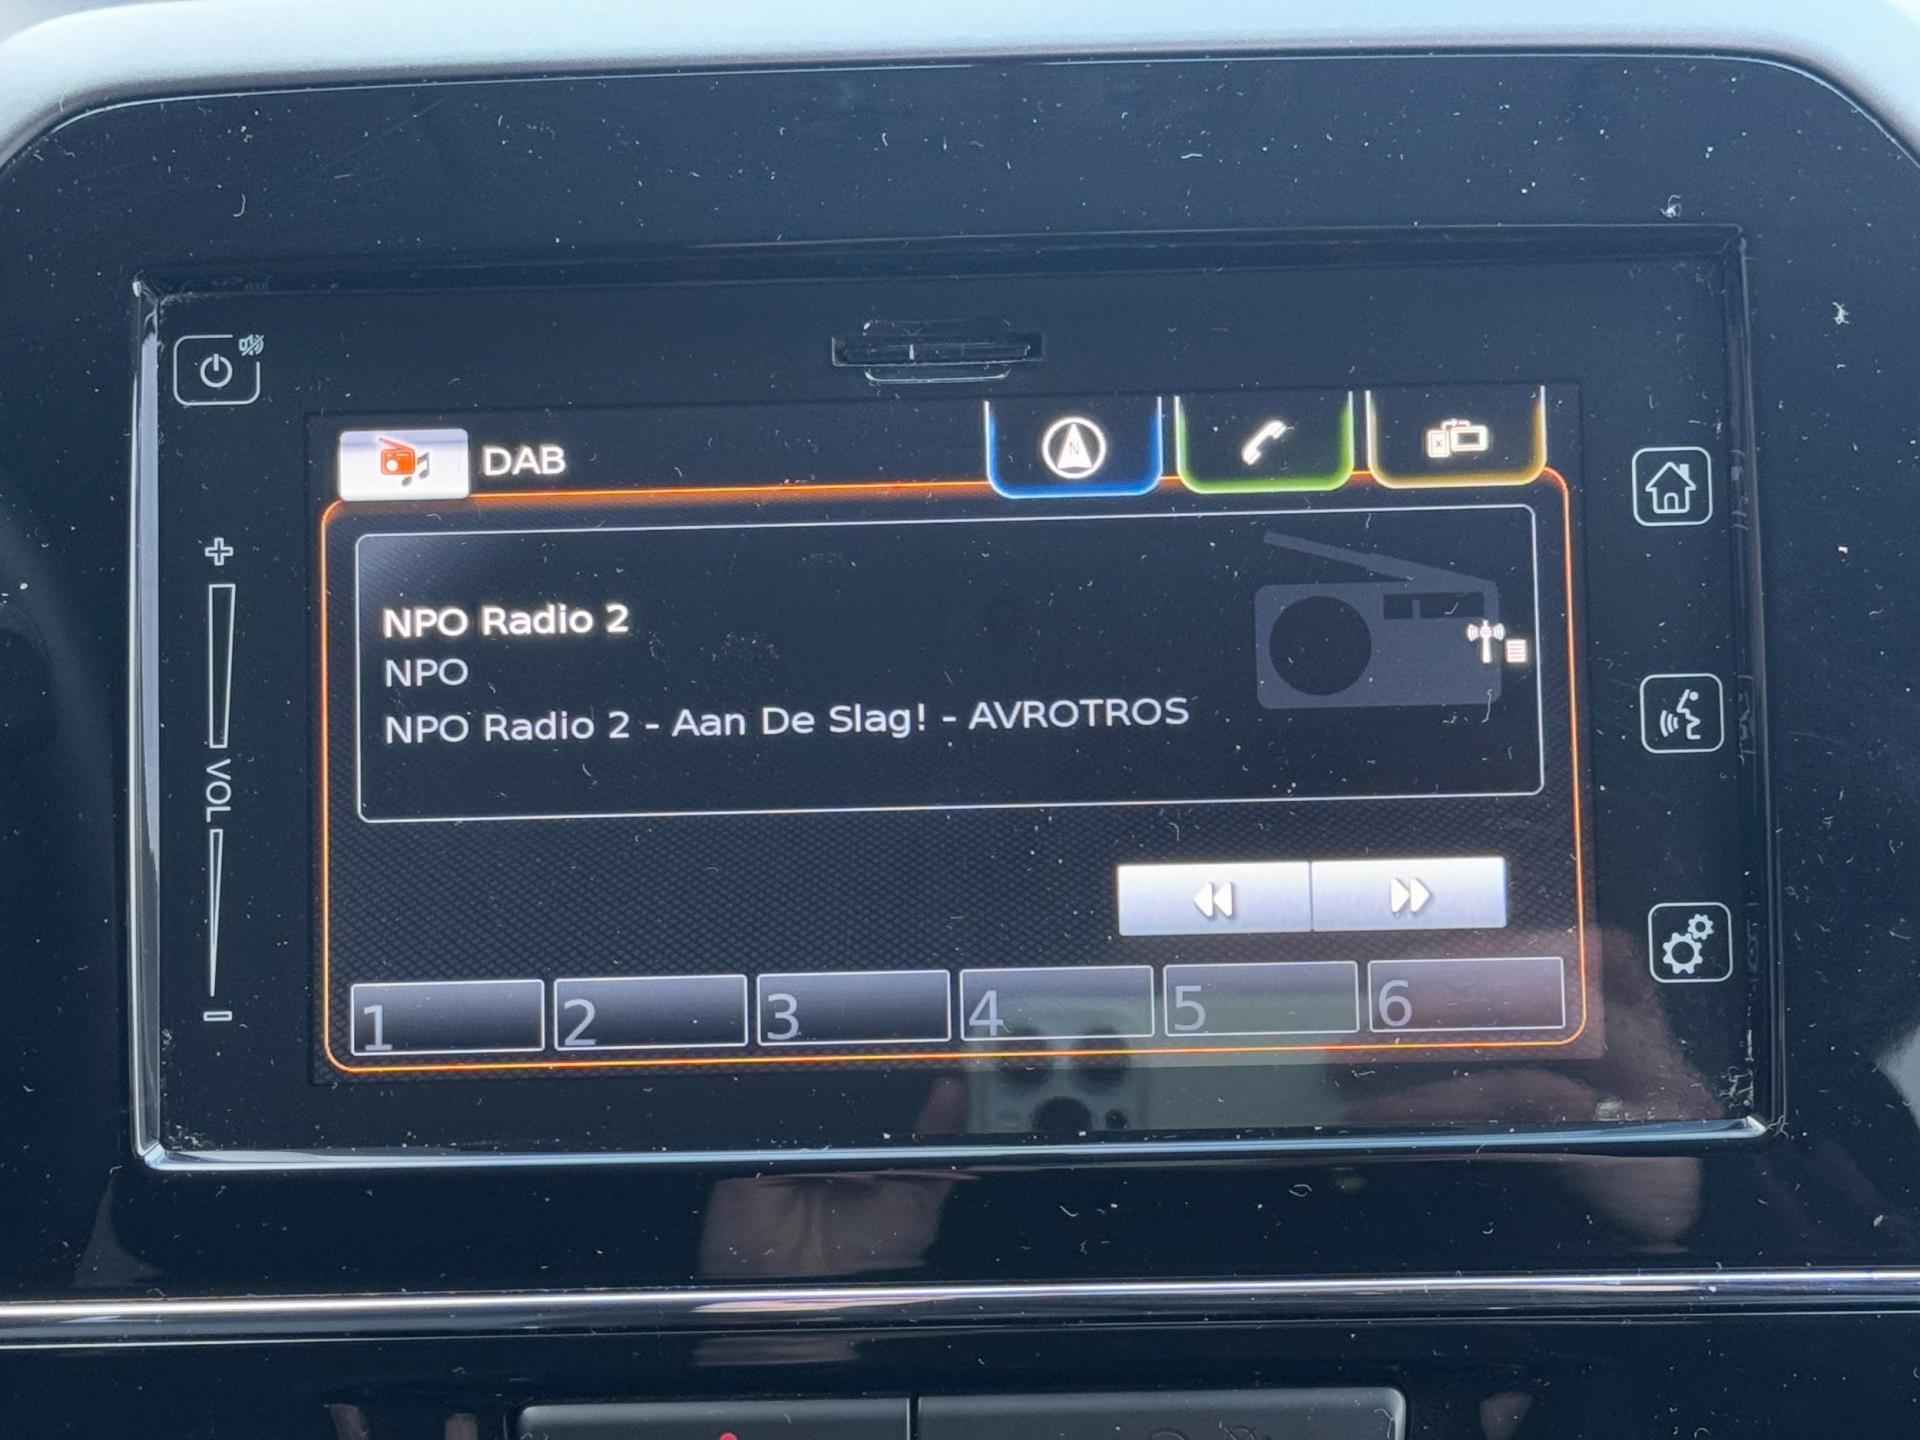 DAB
N
NPO Radio 2
NPO
NPO Radio 2 - Aan De Slag! - AVROTROS
VOL
1 2 3 4 5 6